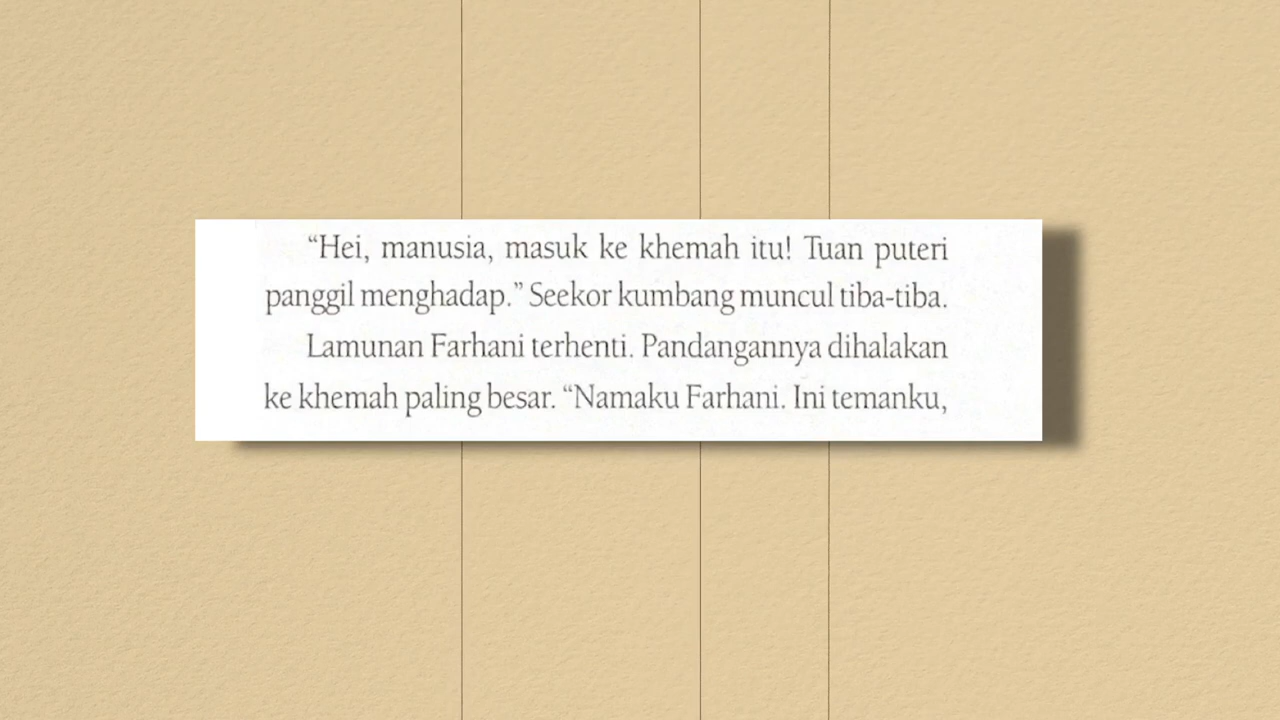 “Hei, manusia, masuk ke khemah itu! Tuan puteri
panggil menghadap.” Seekor kumbang muncul tiba-tiba.
Lamunan Farhani terhenti. Pandangannya dihalakan
ke khemah paling besar. “Namaku Farhani. Ini temanku,